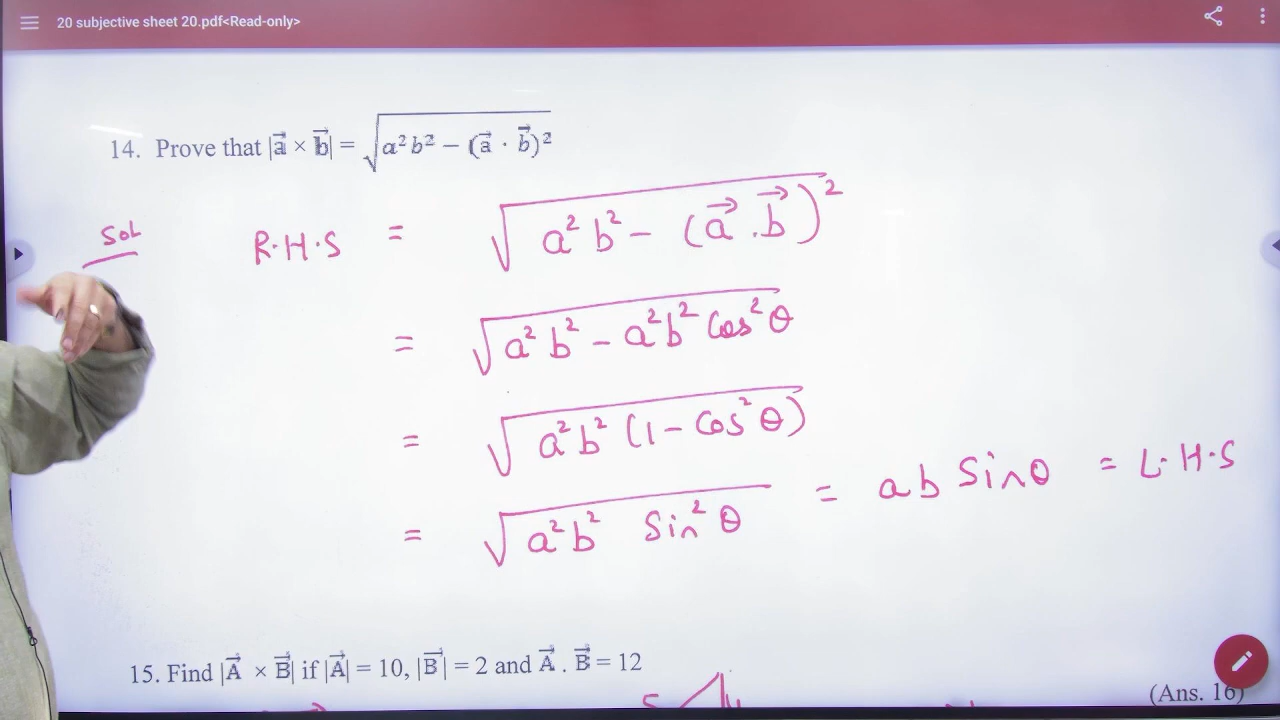 20 subjective sheet 20.pdf<Read-only>
14. Prove that |a⃗ × b⃗| = √(a²b² − (a⃗ · b⃗)²)
Sol R.H.S = √(a²b² − (a⃗ . b⃗)²)
= √(a²b² − a²b² Cos²θ)
= √(a²b² (1 − Cos²θ))
= √(a²b² Sin²θ) = ab Sinθ = L.H.S
15. Find |A⃗ × B⃗| if |A⃗| = 10, |B⃗| = 2 and A⃗ . B⃗ = 12
(Ans. 16)